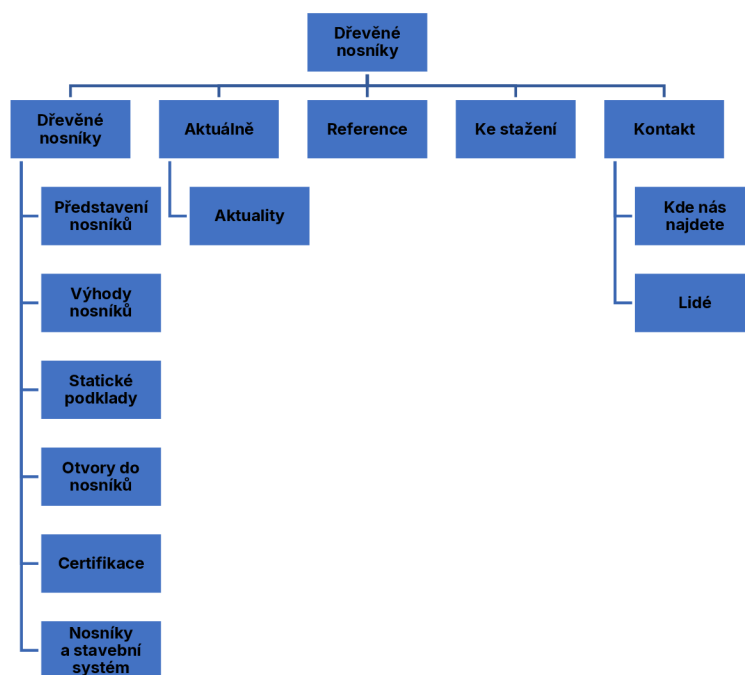 Dřevěné
nosníky
Dřevěné
nosníky
Aktuálně
Reference
Ke stažení
Kontakt
Představení
nosníků
Aktuality
Kde nás
najdete
Výhody
nosníků
Lidé
Statické
podklady
Otvory do
nosníků
Certifikace
Nosníky
a stavební
systém